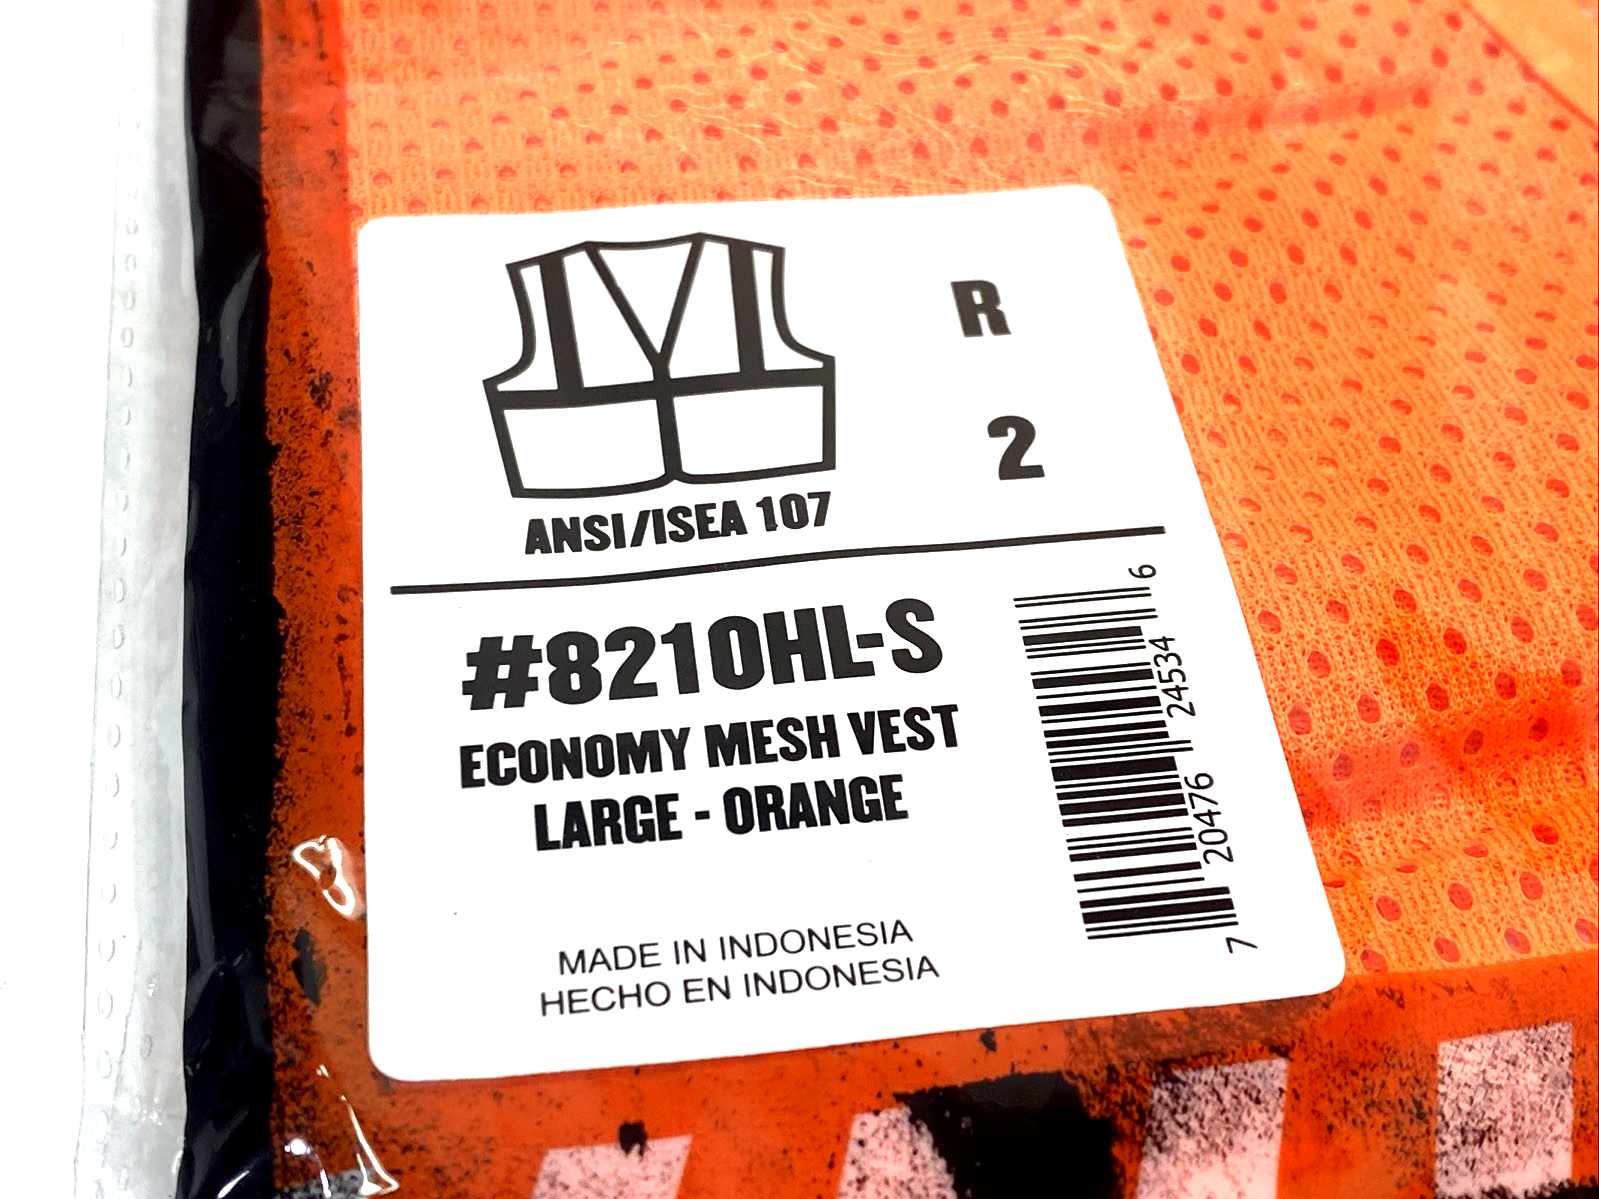 R
2
ANSI/ISEA 107
#8210HL-S
ECONOMY MESH VEST
LARGE - ORANGE
MADE IN INDONESIA
HECHO EN INDONESIA
7 20476 24534 6